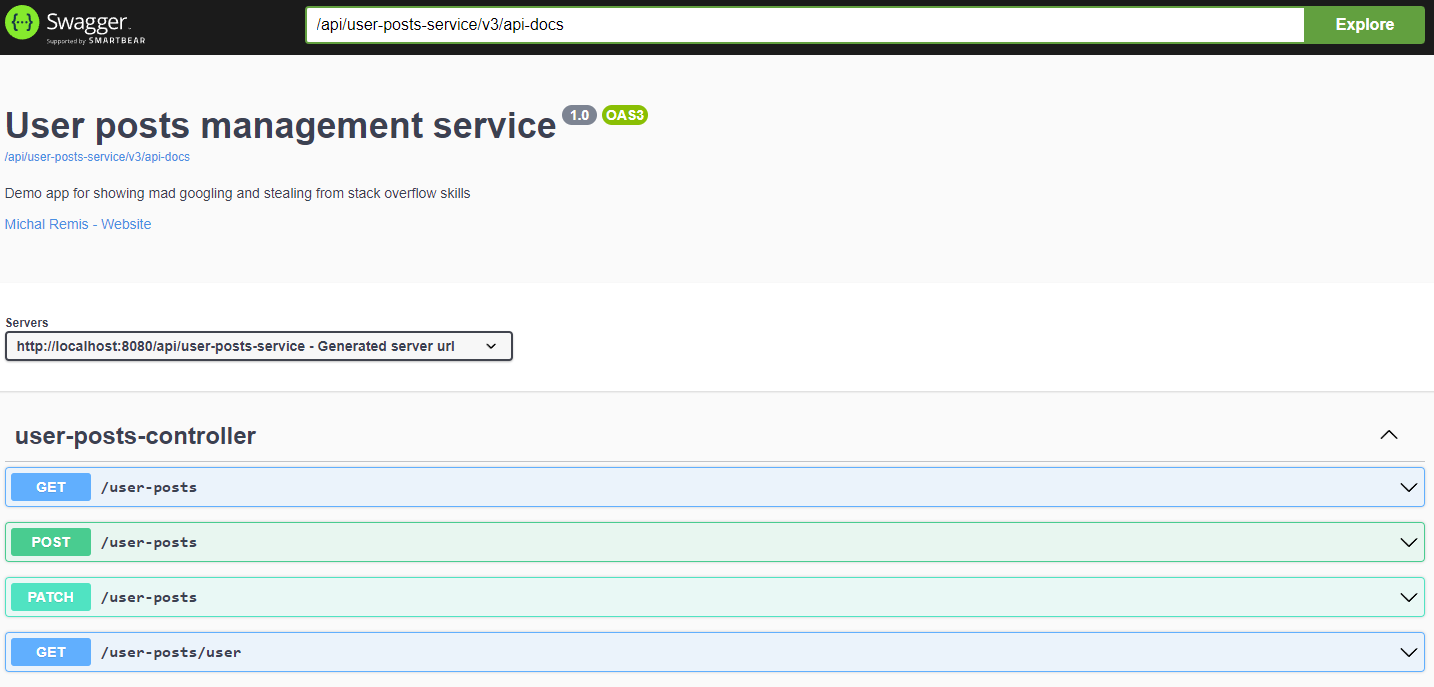 Swagger
Supported by SMARTBEAR
/api/user-posts-service/v3/api-docs
Explore
User posts management service 1.0 OAS3
/api/user-posts-service/v3/api-docs
Demo app for showing mad googling and stealing from stack overflow skills
Michal Remis - Website
Servers
http://localhost:8080/api/user-posts-service - Generated server url
user-posts-controller
GET /user-posts
POST /user-posts
PATCH /user-posts
GET /user-posts/user